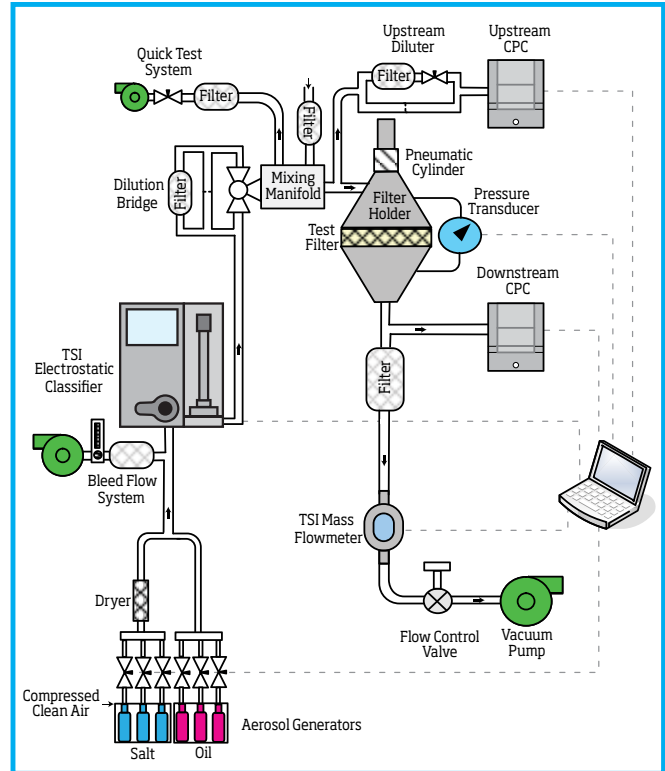 Quick Test
System
Filter
Filter
Upstream
Diluter
Filter
Upstream
CPC
Dilution
Bridge
Filter
Mixing
Manifold
Pneumatic
Cylinder
Filter
Holder
Test
Filter
Pressure
Transducer
Downstream
CPC
TSI
Electrostatic
Classifier
Filter
Bleed Flow
System
TSI Mass
Flowmeter
Dryer
Flow Control
Valve
Vacuum
Pump
Compressed
Clean Air
Aerosol Generators
Salt
Oil